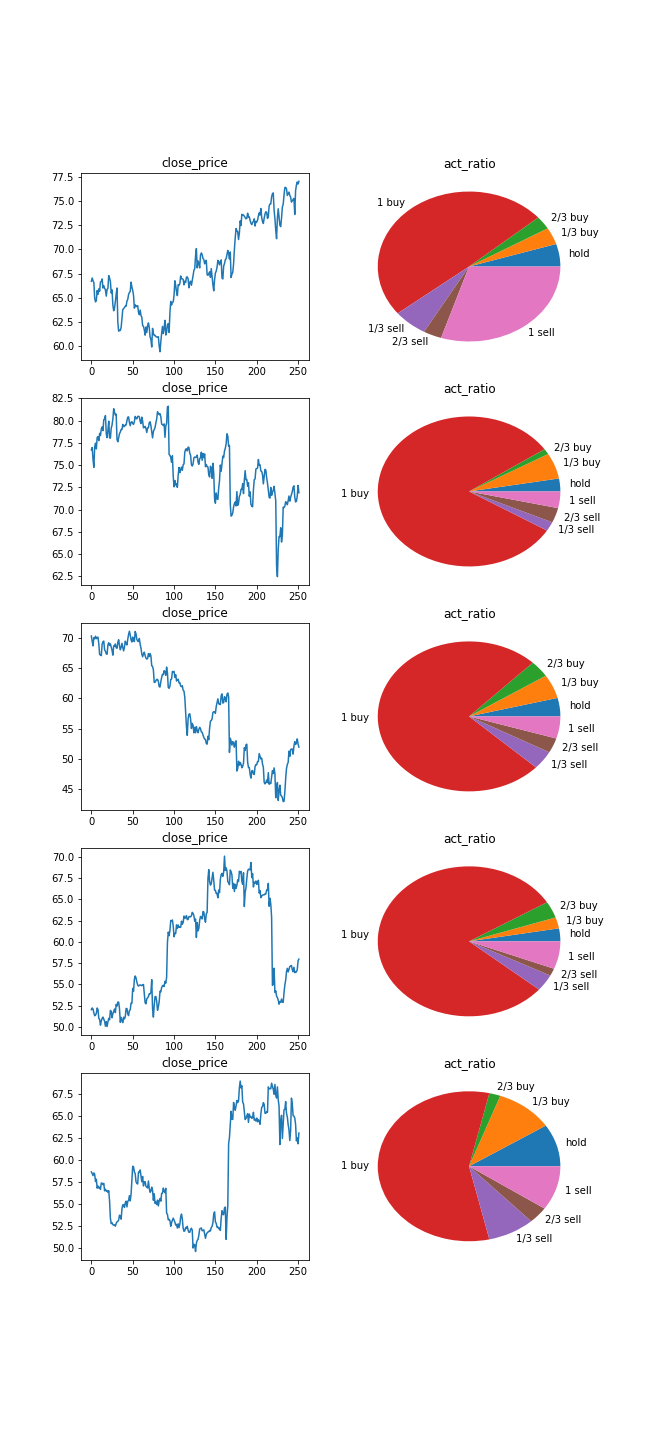 close_price
act_ratio
77.5
75.0
72.5
70.0
67.5
65.0
62.5
60.0
0 50 100 150 200 250
1 buy
2/3 buy
1/3 buy
hold
1/3 sell
2/3 sell
1 sell
close_price
act_ratio
82.5
80.0
77.5
75.0
72.5
70.0
67.5
65.0
62.5
0 50 100 150 200 250
2/3 buy
1/3 buy
hold
1 buy
1 sell
2/3 sell
1/3 sell
close_price
act_ratio
70
65
60
55
50
45
0 50 100 150 200 250
2/3 buy
1/3 buy
hold
1 buy
1 sell
2/3 sell
1/3 sell
close_price
act_ratio
70.0
67.5
65.0
62.5
60.0
57.5
55.0
52.5
50.0
0 50 100 150 200 250
2/3 buy
1/3 buy
hold
1 buy
1 sell
2/3 sell
1/3 sell
close_price
act_ratio
67.5
65.0
62.5
60.0
57.5
55.0
52.5
50.0
0 50 100 150 200 250
2/3 buy
1/3 buy
hold
1 buy
1 sell
2/3 sell
1/3 sell